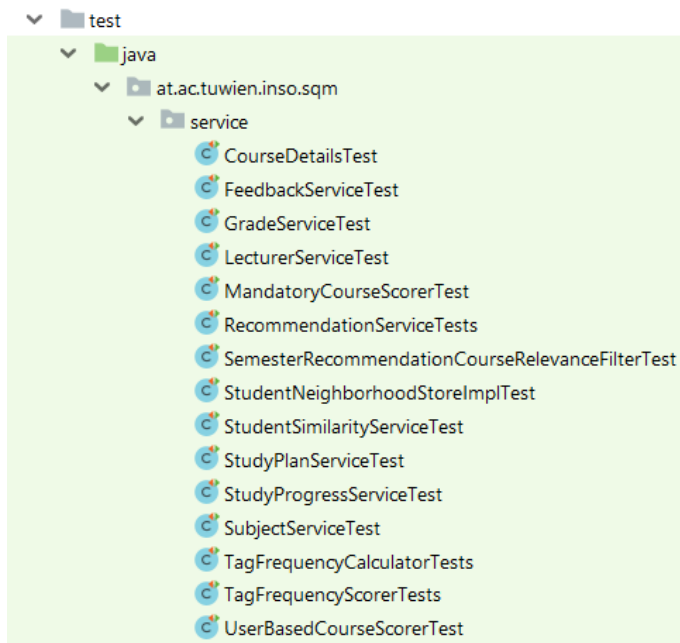 test
java
at.ac.tuwien.inso.sqm
service
CourseDetailsTest
FeedbackServiceTest
GradeServiceTest
LecturerServiceTest
MandatoryCourseScorerTest
RecommendationServiceTests
SemesterRecommendationCourseRelevanceFilterTest
StudentNeighborhoodStoreImplTest
StudentSimilarityServiceTest
StudyPlanServiceTest
StudyProgressServiceTest
SubjectServiceTest
TagFrequencyCalculatorTests
TagFrequencyScorerTests
UserBasedCourseScorerTest